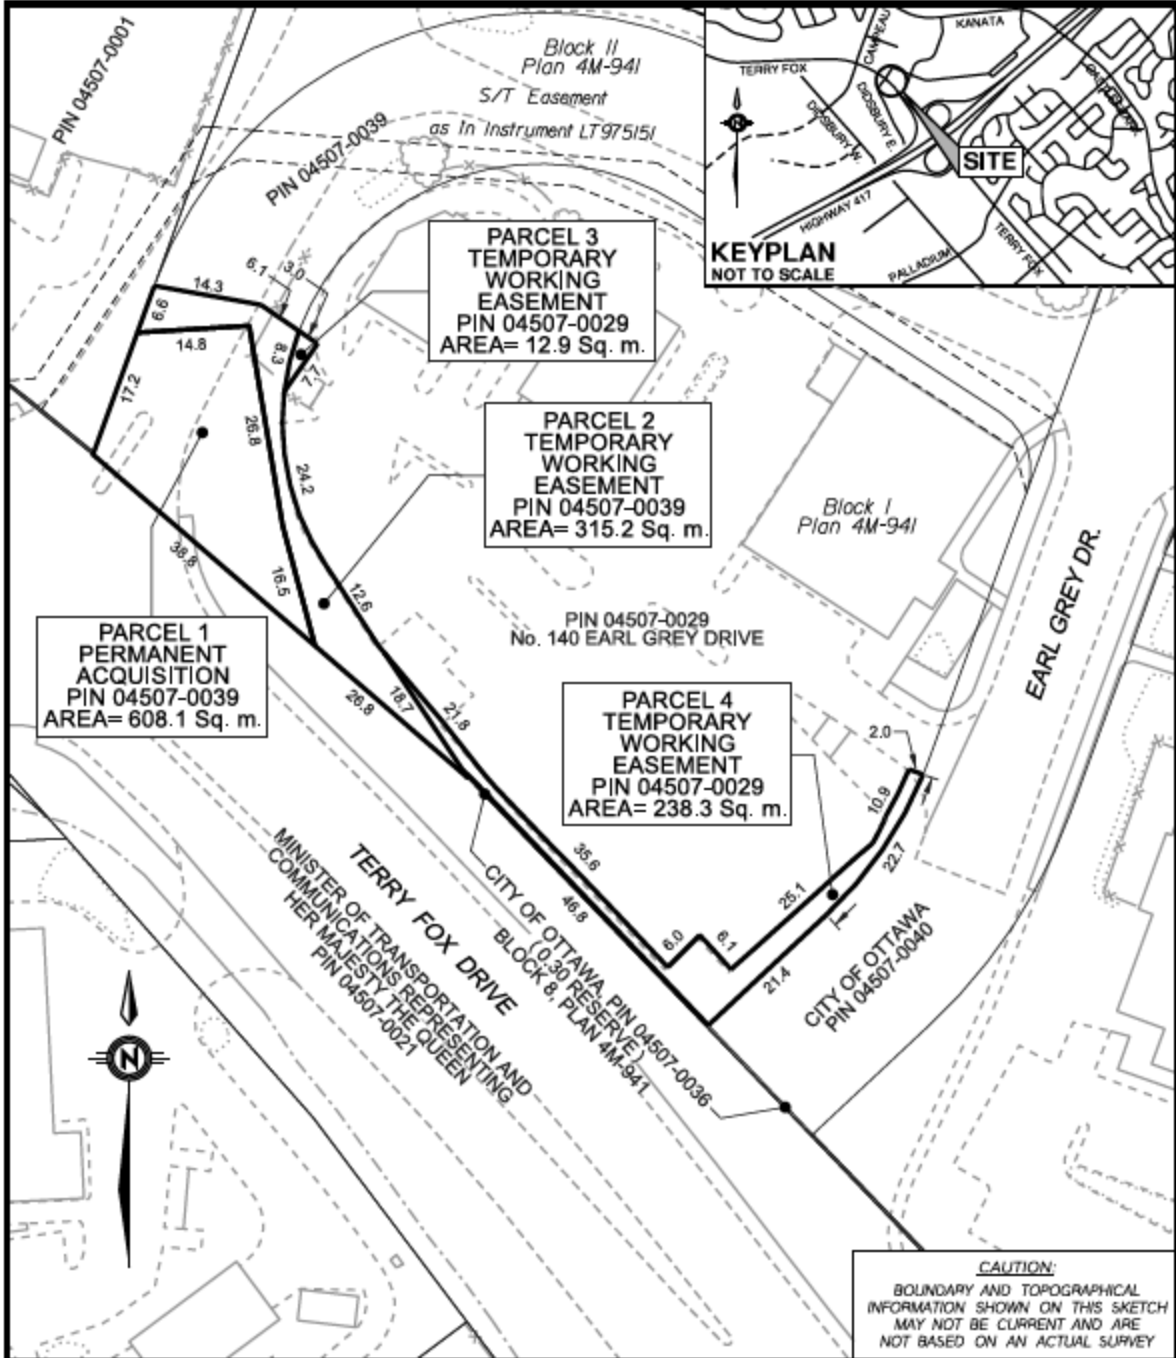 PIN 04507-0001
Block 11
Plan 4M-941
S/T Easement
as In Instrument LT975151
PIN 04507-0039
KANATA
CAMPEAU
TERRY FOX
DIDSBURY E.
DIDSBURY W.
SITE
HIGHWAY 417
TERRY FOX
PALLADIUM
N
KEYPLAN
NOT TO SCALE
PARCEL 3
TEMPORARY
WORKING
EASEMENT
PIN 04507-0029
AREA= 12.9 Sq. m.
6.1
3.0
14.3
9.9
14.8
8.3
7.7
17.2
26.8
24.2
PARCEL 2
TEMPORARY
WORKING
EASEMENT
PIN 04507-0039
AREA= 315.2 Sq. m.
Block 1
Plan 4M-941
38.8
16.5
12.6
PIN 04507-0029
No. 140 EARL GREY DRIVE
EARL GREY DR.
PARCEL 1
PERMANENT
ACQUISITION
PIN 04507-0039
AREA= 608.1 Sq. m.
26.8
18.7
21.8
PARCEL 4
TEMPORARY
WORKING
EASEMENT
PIN 04507-0029
AREA= 238.3 Sq. m.
2.0
10.9
22.7
35.6
46.8
25.1
6.0
6.1
21.4
TERRY FOX DRIVE
MINISTER OF TRANSPORTATION AND
COMMUNICATIONS REPRESENTING
HER MAJESTY THE QUEEN
PIN 04507-0021
CITY OF OTTAWA, PIN 04507-0036
( 0.30 RESERVE )
BLOCK 8, PLAN 4M-941
CITY OF OTTAWA
PIN 04507-0040
N
CAUTION:
BOUNDARY AND TOPOGRAPHICAL
INFORMATION SHOWN ON THIS SKETCH
MAY NOT BE CURRENT AND ARE
NOT BASED ON AN ACTUAL SURVEY